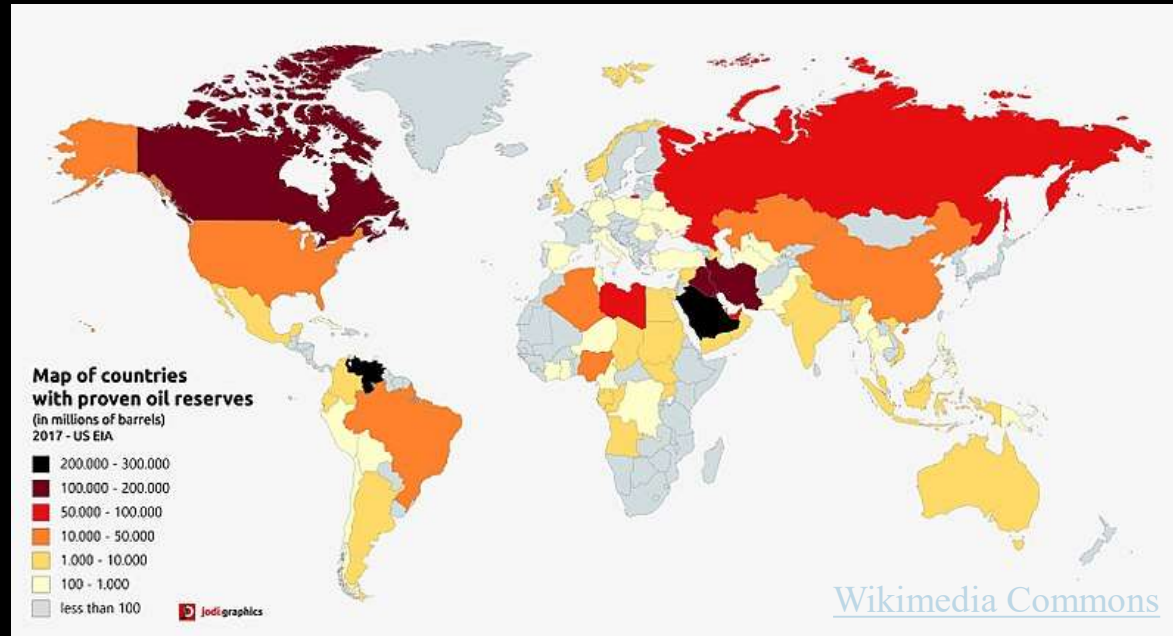 Map of countries
with proven oil reserves
(in millions of barrels)
2017 - US EIA
200.000 - 300.000
100.000 - 200.000
50.000 - 100.000
10.000 - 50.000
1.000 - 10.000
100 - 1.000
less than 100
jodi graphics
Wikimedia Commons